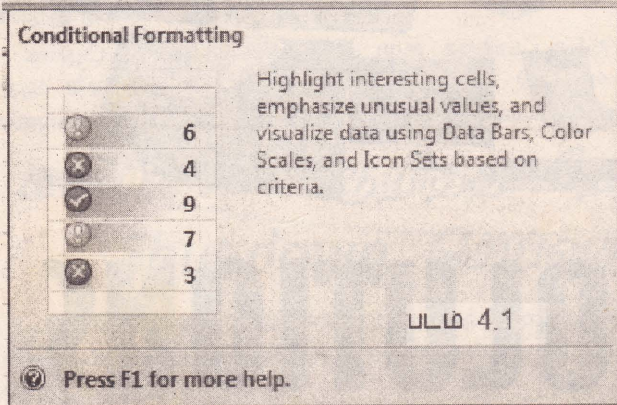 Conditional Formatting
Highlight interesting cells,
emphasize unusual values, and
visualize data using Data Bars, Color
Scales, and Icon Sets based on
criteria.
6
4
9
7
3
படம் 4.1
Press F1 for more help.